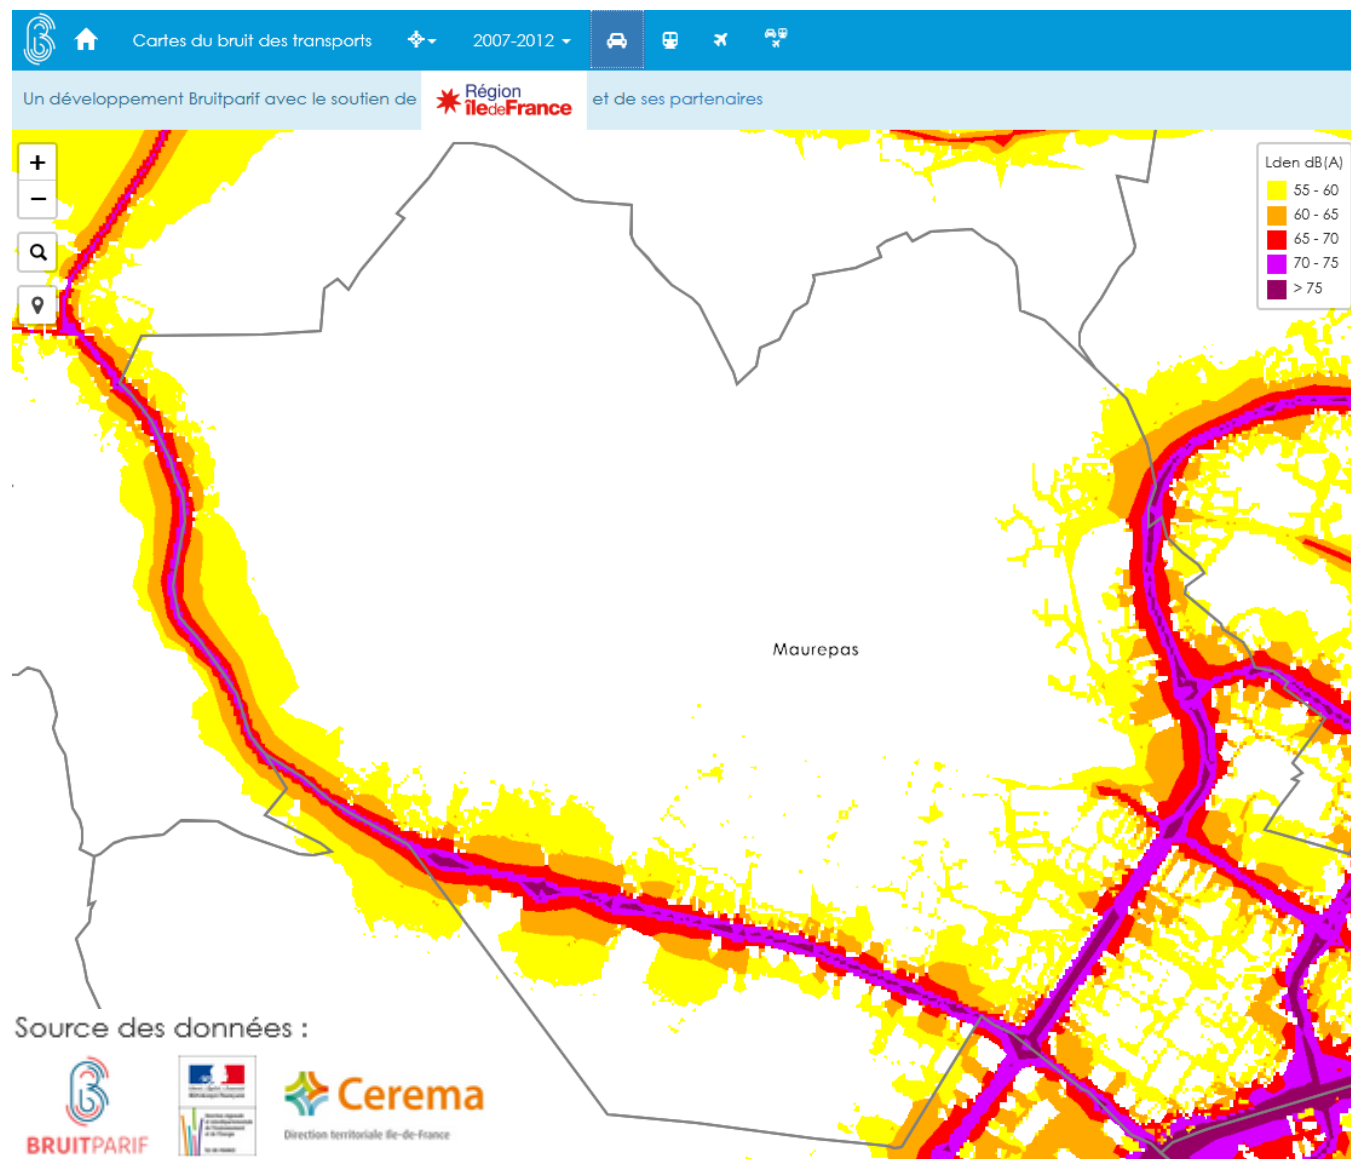 Cartes du bruit des transports
2007-2012
Un développement Bruitparif avec le soutien de
Région
îledeFrance
et de ses partenaires
+
−
Lden dB(A)
55 - 60
60 - 65
65 - 70
70 - 75
> 75
Maurepas
Source des données :
BRUITPARIF
Cerema
Direction territoriale Ile-de-France